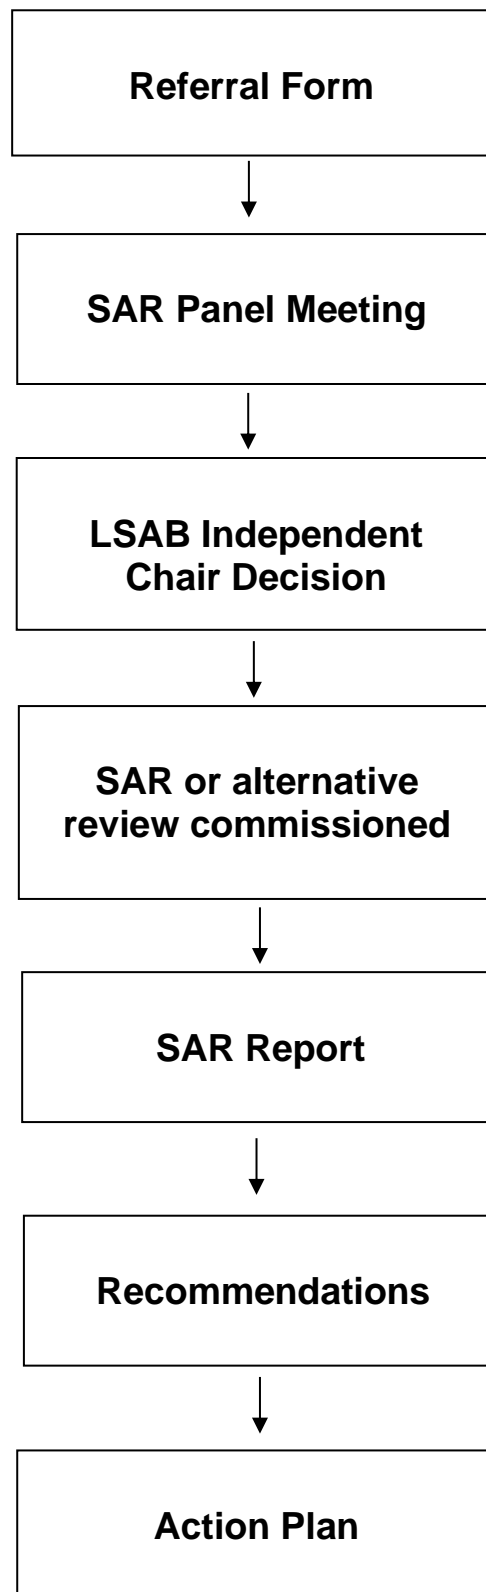 Referral Form
SAR Panel Meeting
LSAB Independent
Chair Decision
SAR or alternative
review commissioned
SAR Report
Recommendations
Action Plan